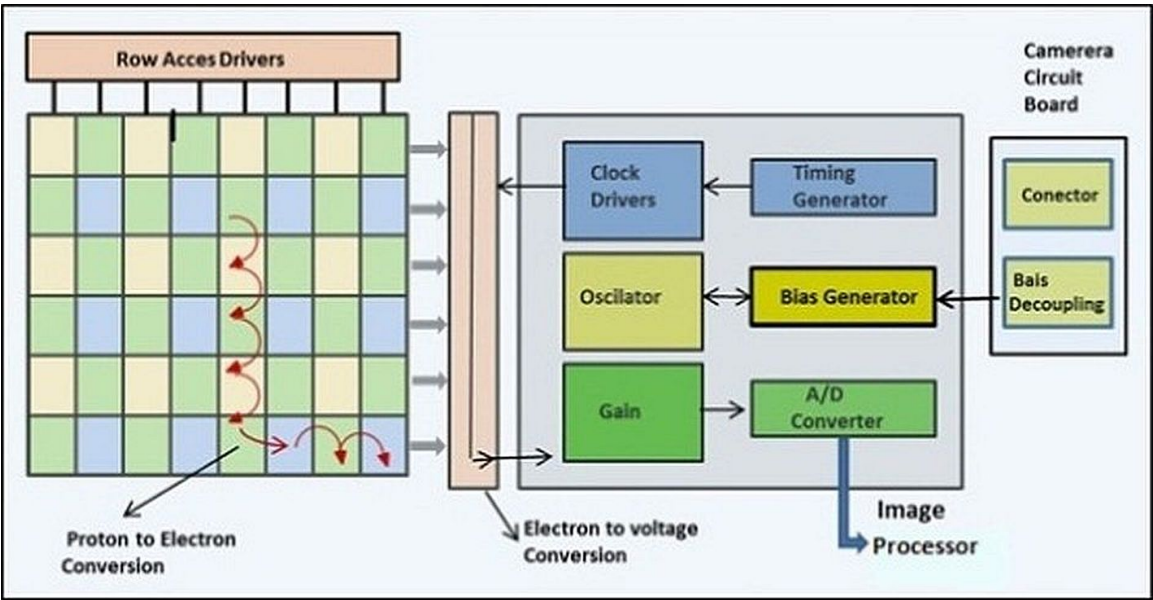 Row Acces Drivers
Camerera
Circuit
Board
Clock
Drivers
Timing
Generator
Conector
Oscilator
Bias Generator
Bais
Decoupling
Gain
A/D
Converter
Image
Processor
Proton to Electron
Conversion
Electron to voltage
Conversion